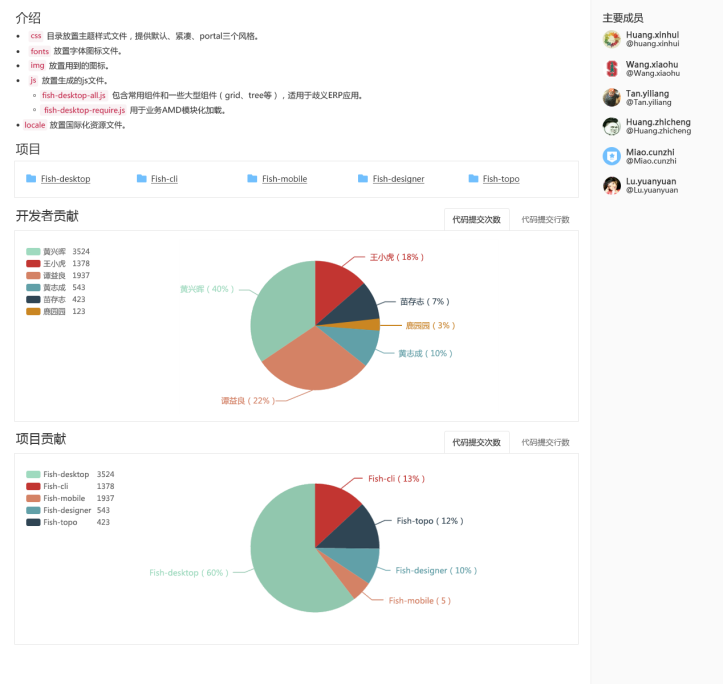 介绍
css 目录放置主题样式文件，提供默认、紧凑、portal三个风格。
fonts 放置字体图标文件。
img 放置用到的图标。
js 放置生成的js文件。
fish-desktop-all.js 包含常用组件和一些大型组件（grid、tree等），适用于歧义ERP应用。
fish-desktop-require.js 用于业务AMD模块化加载。
locale 放置国际化资源文件。
项目
Fish-desktop Fish-cli Fish-mobile Fish-designer Fish-topo
开发者贡献
代码提交次数 代码提交行数
黄兴辉 3524
王小虎 1378
谭益良 1937
黄志成 543
苗存志 423
鹿园园 123
王小虎（18%）
黄兴辉（40%）
苗存志（7%）
鹿园园（3%）
黄志成（10%）
谭益良（22%）
项目贡献
代码提交次数 代码提交行数
Fish-desktop 3524
Fish-cli 1378
Fish-mobile 1937
Fish-designer 543
Fish-topo 423
Fish-cli（13%）
Fish-topo（12%）
Fish-designer（10%）
Fish-desktop（60%）
Fish-mobile（5）
主要成员
Huang.xinhui
@huang.xinhui
Wang.xiaohu
@Wang.xiaohu
Tan.yiliang
@Tan.yiliang
Huang.zhicheng
@Huang.zhicheng
Miao.cunzhi
@Miao.cunzhi
Lu.yuanyuan
@Lu.yuanyuan